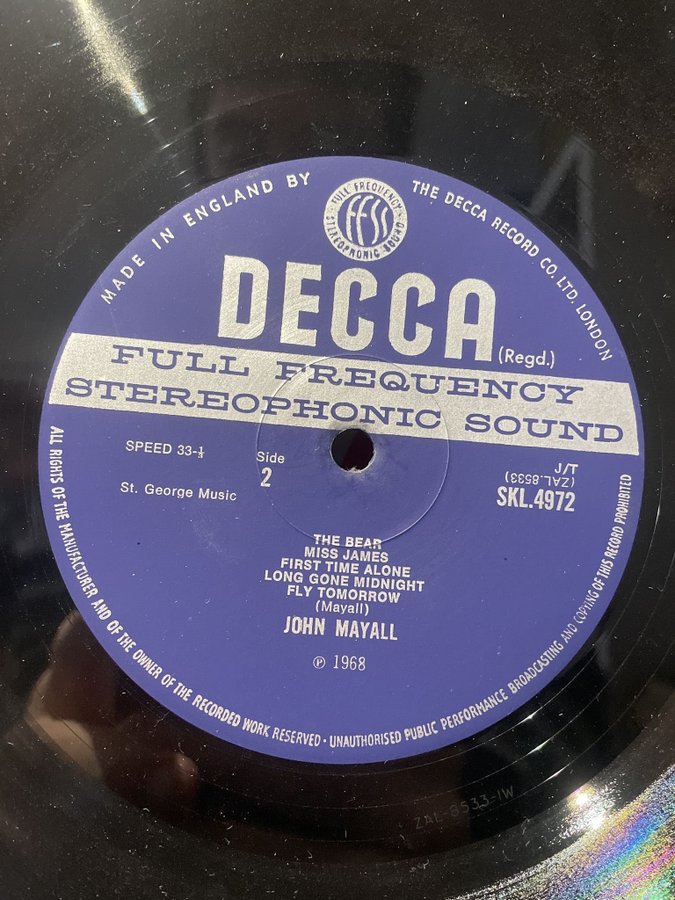 MADE IN ENGLAND BY
THE DECCA RECORD CO. LTD. LONDON
FULL FREQUENCY
ffss
STEREOPHONIC SOUND
DECCA
(Regd.)
FULL FREQUENCY
STEREOPHONIC SOUND
SPEED 33-⅓
Side
2
St. George Music
J/T
(ZAL.8533)
SKL.4972
THE BEAR
MISS JAMES
FIRST TIME ALONE
LONG GONE MIDNIGHT
FLY TOMORROW
(Mayall)
JOHN MAYALL
℗ 1968
ALL RIGHTS OF THE MANUFACTURER AND OF THE OWNER OF THE RECORDED WORK RESERVED · UNAUTHORISED PUBLIC PERFORMANCE BROADCASTING AND COPYING OF THIS RECORD PROHIBITED
ZAL-8533-1W